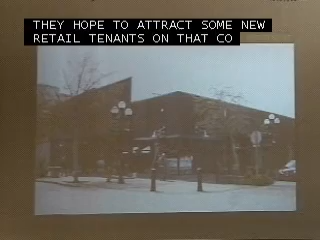 THEY HOPE TO ATTRACT SOME NEW
RETAIL TENANTS ON THAT CO